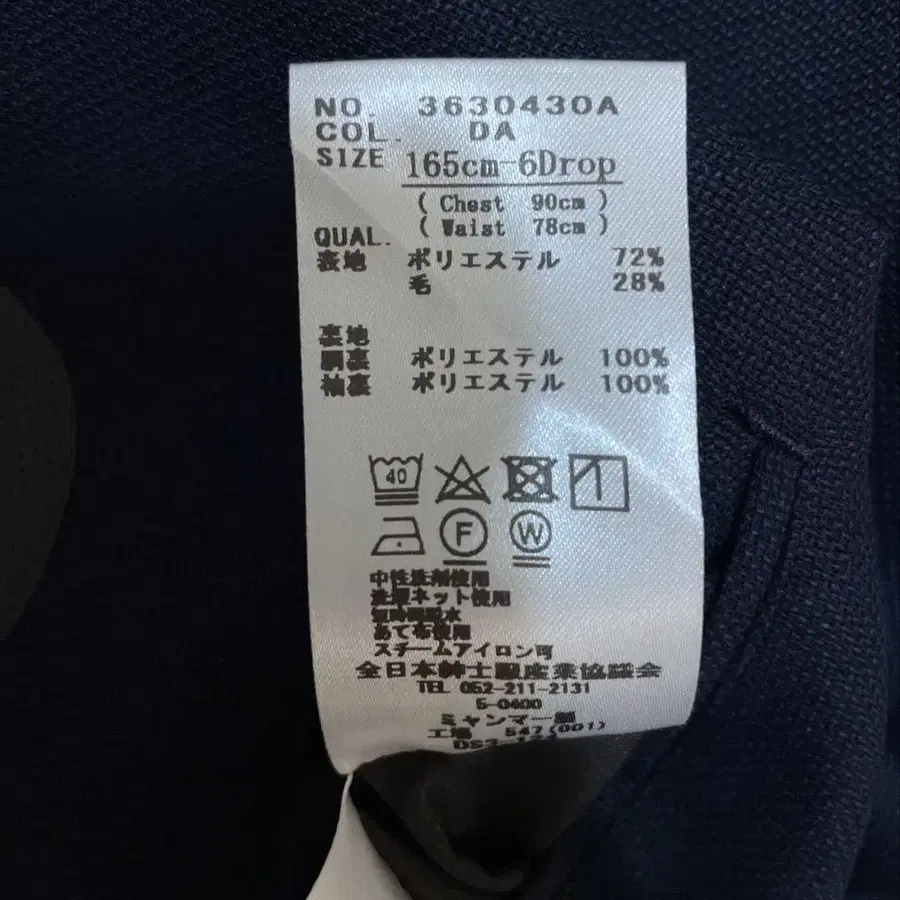 NO. 3630430A
COL. DA
SIZE 165cm-6Drop
( Chest 90cm )
( Waist 78cm )
QUAL.
表地 ポリエステル 72%
毛 28%
裏地
胴裏 ポリエステル 100%
袖裏 ポリエステル 100%
40
F W
中性洗剤使用
洗濯ネット使用
短時間脱水
あて布使用
スチームアイロン可
全日本紳士服産業協議会
TEL 052-211-2131
5-0400
ミャンマー製
工場 547(001)